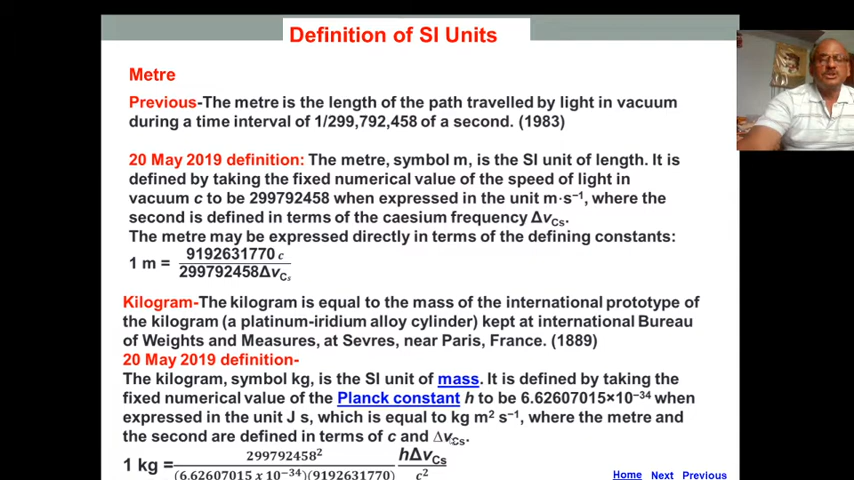 Definition of SI Units
Metre
Previous-The metre is the length of the path travelled by light in vacuum
during a time interval of 1/299,792,458 of a second. (1983)
20 May 2019 definition: The metre, symbol m, is the SI unit of length. It is
defined by taking the fixed numerical value of the speed of light in
vacuum c to be 299792458 when expressed in the unit m·s⁻¹, where the
second is defined in terms of the caesium frequency ΔνCs.
The metre may be expressed directly in terms of the defining constants:
1 m = 9192631770 c / 299792458ΔνCs
Kilogram-The kilogram is equal to the mass of the international prototype of
the kilogram (a platinum-iridium alloy cylinder) kept at international Bureau
of Weights and Measures, at Sevres, near Paris, France. (1889)
20 May 2019 definition-
The kilogram, symbol kg, is the SI unit of mass. It is defined by taking the
fixed numerical value of the Planck constant h to be 6.62607015×10⁻³⁴ when
expressed in the unit J s, which is equal to kg m² s⁻¹, where the metre and
the second are defined in terms of c and ΔνCs.
1 kg = 299792458² / (6.62607015 x 10⁻³⁴)(9192631770) hΔνCs / c²
Home Next Previous